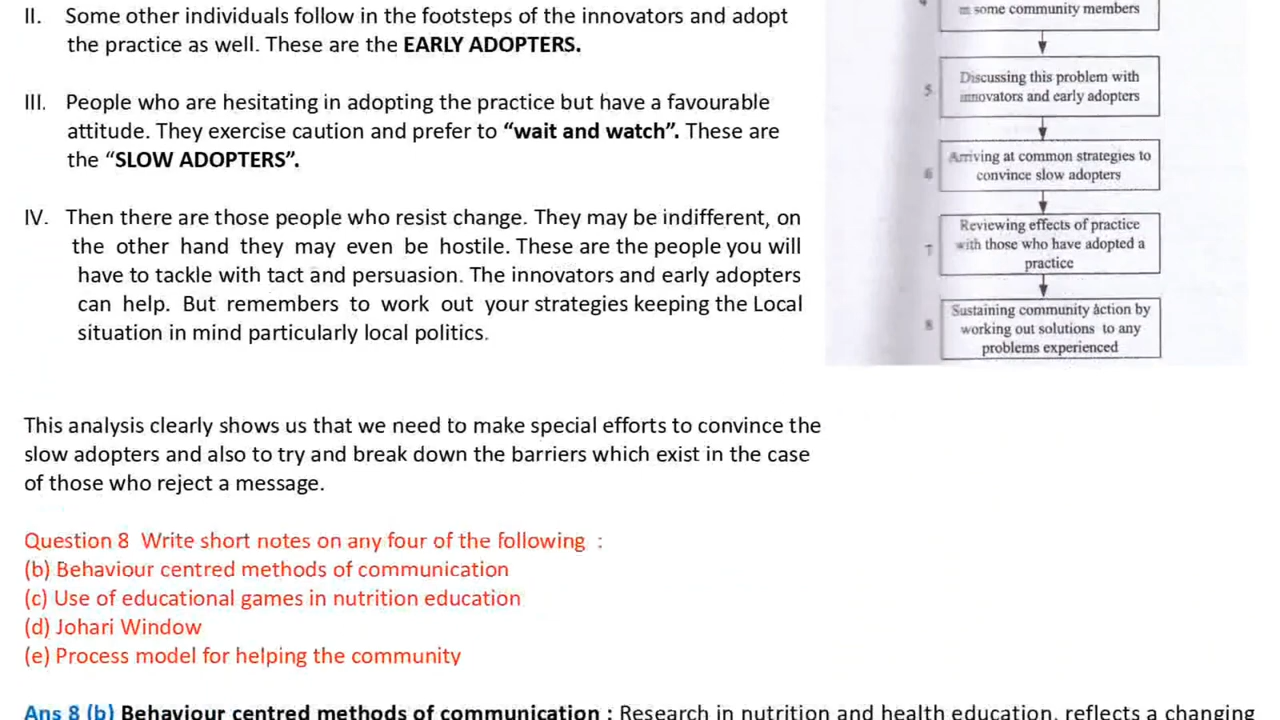 II. Some other individuals follow in the footsteps of the innovators and adopt
the practice as well. These are the EARLY ADOPTERS.
III. People who are hesitating in adopting the practice but have a favourable
attitude. They exercise caution and prefer to “wait and watch”. These are
the “SLOW ADOPTERS”.
IV. Then there are those people who resist change. They may be indifferent, on
the other hand they may even be hostile. These are the people you will
have to tackle with tact and persuasion. The innovators and early adopters
can help. But remembers to work out your strategies keeping the Local
situation in mind particularly local politics.
This analysis clearly shows us that we need to make special efforts to convince the
slow adopters and also to try and break down the barriers which exist in the case
of those who reject a message.
some community members
5
Discussing this problem with
innovators and early adopters
6
Arriving at common strategies to
convince slow adopters
7
Reviewing effects of practice
with those who have adopted a
practice
8
Sustaining community action by
working out solutions to any
problems experienced
Question 8 Write short notes on any four of the following :
(b) Behaviour centred methods of communication
(c) Use of educational games in nutrition education
(d) Johari Window
(e) Process model for helping the community
Ans 8 (b) Behaviour centred methods of communication : Research in nutrition and health education, reflects a changing